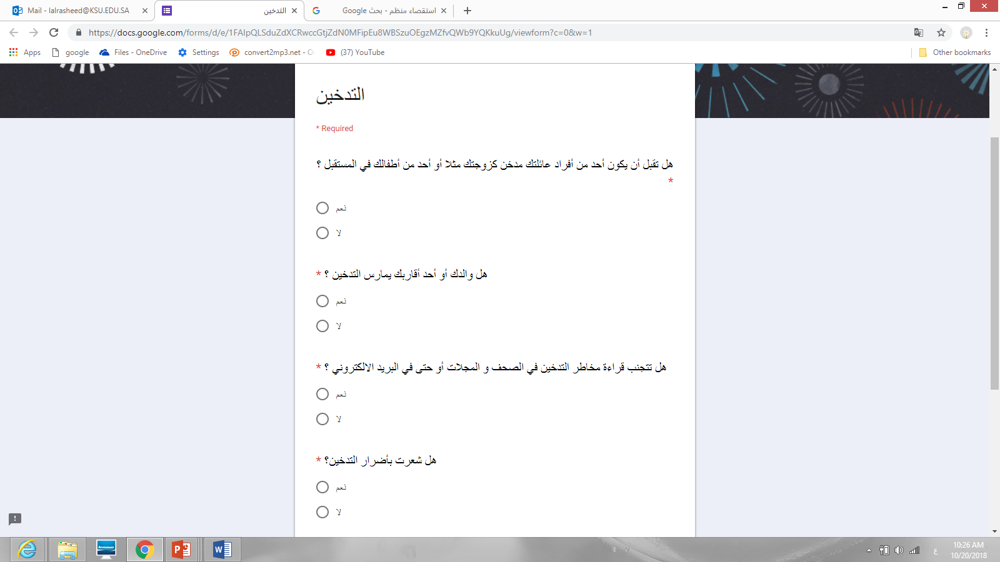 Mail - lalrasheed@KSU.EDU.SA
التدخين
استقصاء منظم - بحث Google
https://docs.google.com/forms/d/e/1FAIpQLSduZdXCRwccGtjZdN0MFipEu8WBSzuOEgzMZfvQWb9YQKkuUg/viewform?c=0&w=1
Apps google Files - OneDrive Settings convert2mp3.net - O (37) YouTube Other bookmarks
التدخين
* Required
هل تقبل أن يكون أحد من أفراد عائلتك مدخن كزوجتك مثلا أو أحد من أطفالك في المستقبل ؟
*
نعم
لا
هل والدك أو أحد أقاربك يمارس التدخين ؟ *
نعم
لا
هل تتجنب قراءة مخاطر التدخين في الصحف و المجلات أو حتى في البريد الالكتروني ؟ *
نعم
لا
هل شعرت بأضرار التدخين؟ *
نعم
لا
lenovo
ع
10:26 AM
10/20/2018